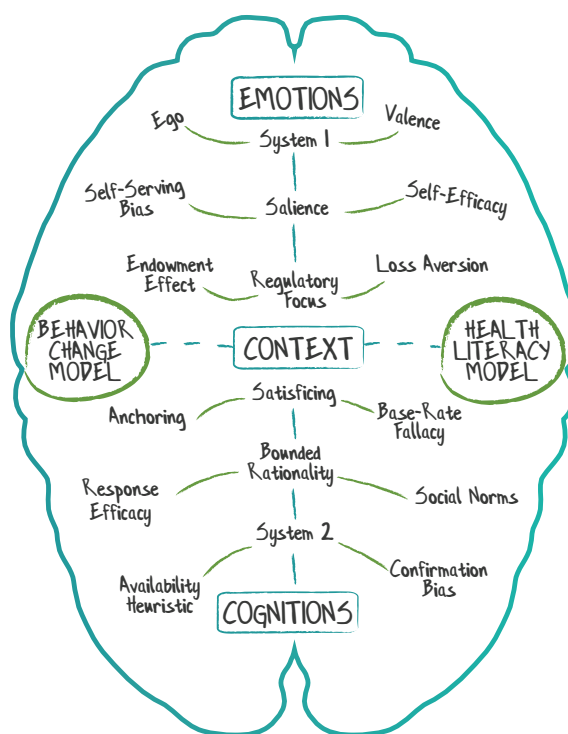 EMOTIONS
Ego
Valence
System 1
Self-Serving
Bias
Salience
Self-Efficacy
Endowment
Effect
Regulatory
Focus
Loss Aversion
BEHAVIOR
CHANGE
MODEL
CONTEXT
HEALTH
LITERACY
MODEL
Satisficing
Anchoring
Base-Rate
Fallacy
Bounded
Rationality
Response
Efficacy
Social Norms
System 2
Availability
Heuristic
Confirmation
Bias
COGNITIONS